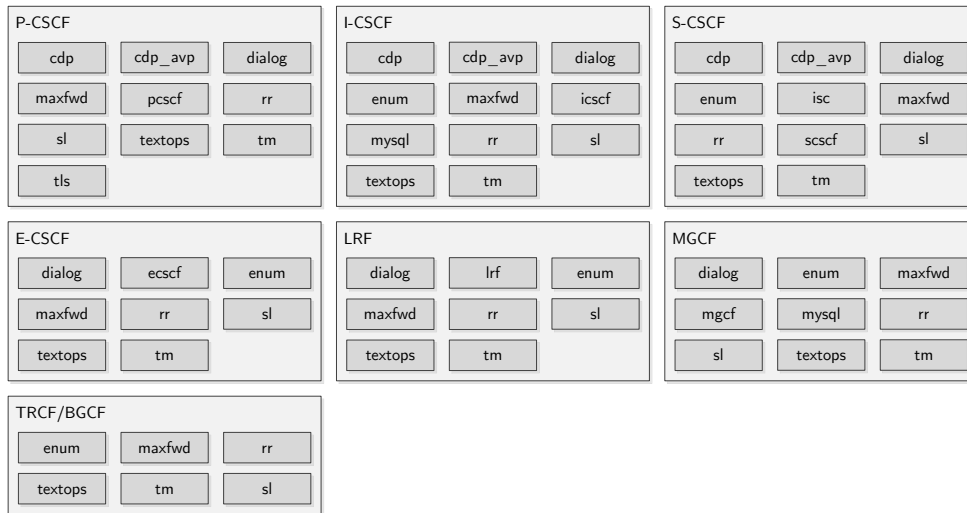 P-CSCF
cdp cdp_avp dialog
maxfwd pcscf rr
sl textops tm
tls
I-CSCF
cdp cdp_avp dialog
enum maxfwd icscf
mysql rr sl
textops tm
S-CSCF
cdp cdp_avp dialog
enum isc maxfwd
rr scscf sl
textops tm
E-CSCF
dialog ecscf enum
maxfwd rr sl
textops tm
LRF
dialog lrf enum
maxfwd rr sl
textops tm
MGCF
dialog enum maxfwd
mgcf mysql rr
sl textops tm
TRCF/BGCF
enum maxfwd rr
textops tm sl